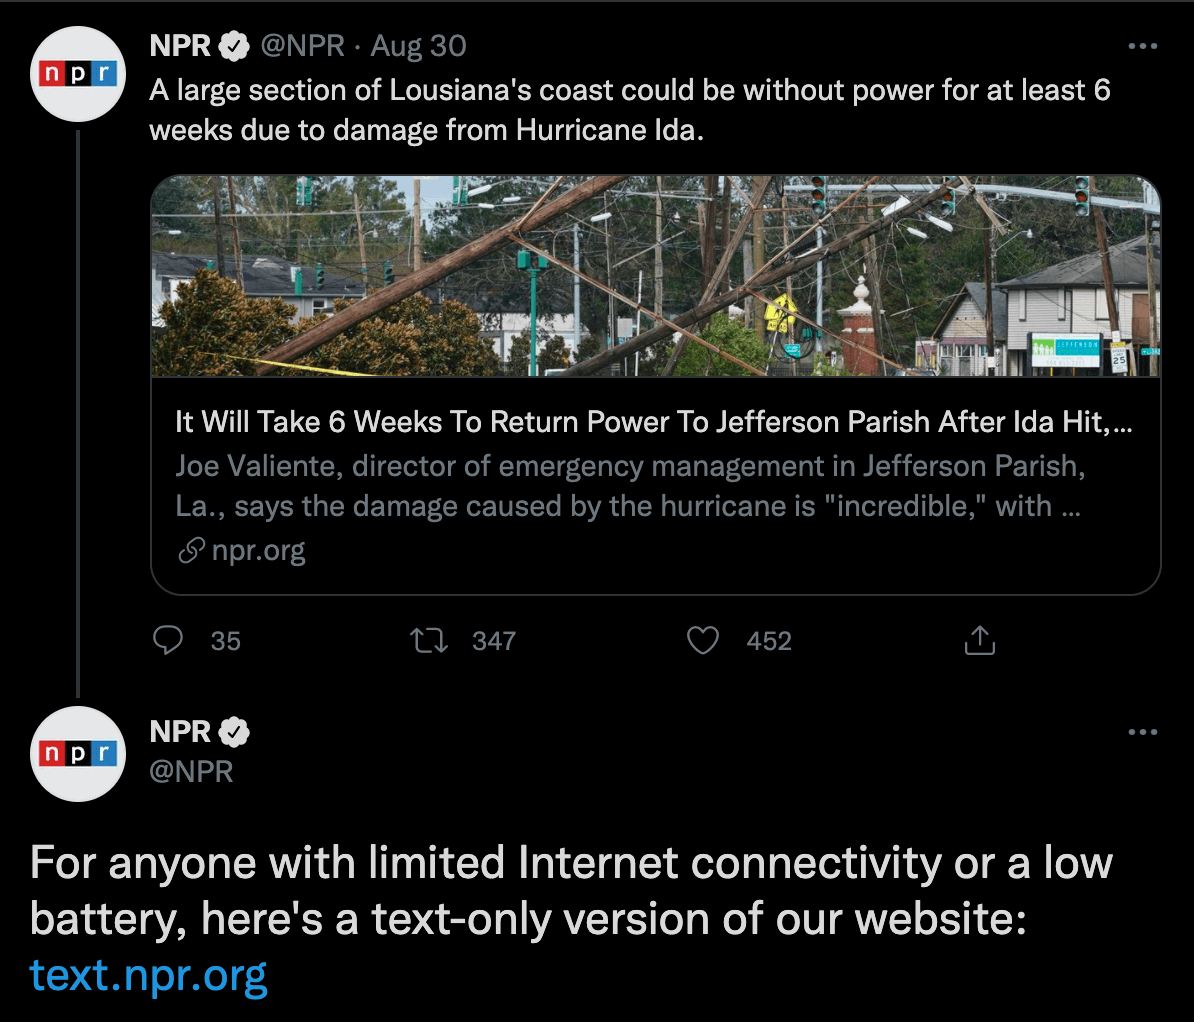 npr
NPR @NPR · Aug 30
A large section of Lousiana's coast could be without power for at least 6
weeks due to damage from Hurricane Ida.
JEFFERSON
25
It Will Take 6 Weeks To Return Power To Jefferson Parish After Ida Hit,...
Joe Valiente, director of emergency management in Jefferson Parish,
La., says the damage caused by the hurricane is "incredible," with ...
npr.org
35 347 452
npr
NPR
@NPR
For anyone with limited Internet connectivity or a low
battery, here's a text-only version of our website:
text.npr.org